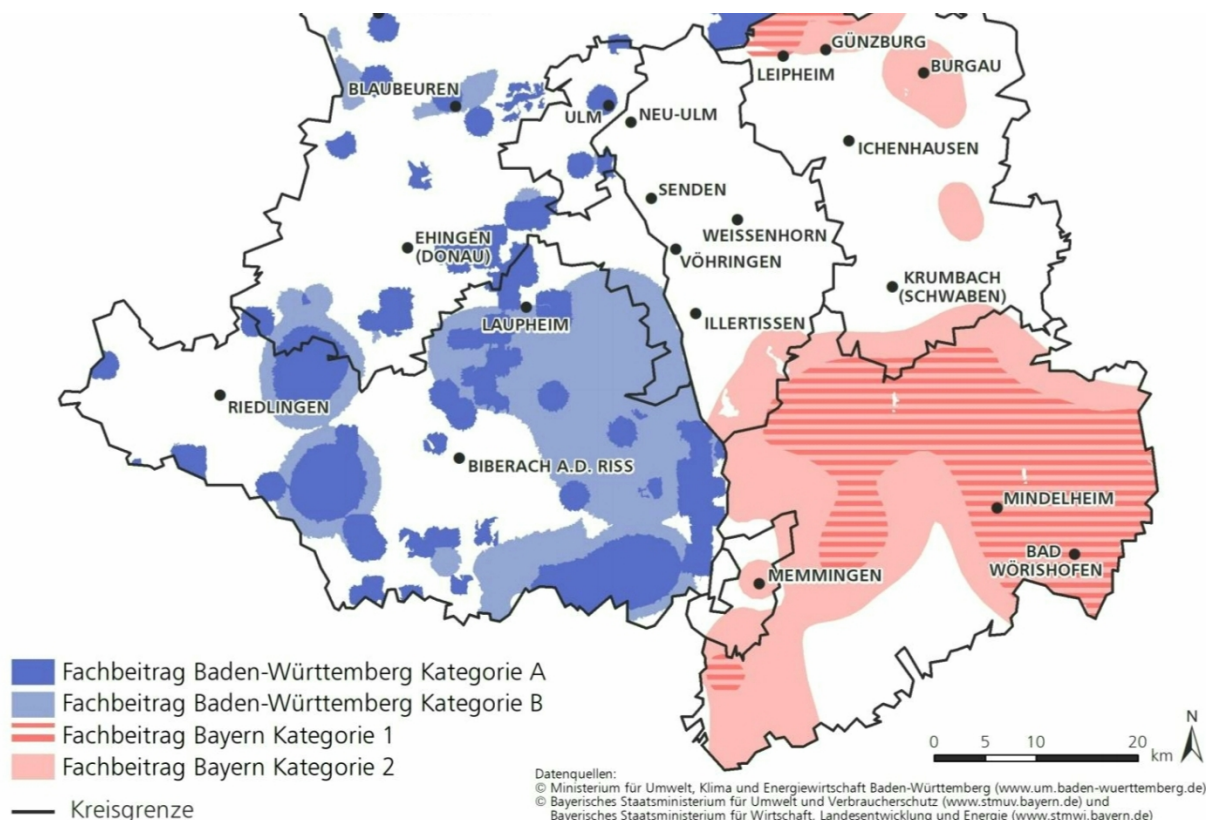 GÜNZBURG
LEIPHEIM
BURGAU
BLAUBEUREN
ULM
NEU-ULM
ICHENHAUSEN
SENDEN
WEISSENHORN
EHINGEN
(DONAU)
VÖHRINGEN
KRUMBACH
(SCHWABEN)
LAUPHEIM
ILLERTISSEN
RIEDLINGEN
BIBERACH A.D. RISS
MINDELHEIM
BAD
WÖRISHOFEN
MEMMINGEN
Fachbeitrag Baden-Württemberg Kategorie A
Fachbeitrag Baden-Württemberg Kategorie B
Fachbeitrag Bayern Kategorie 1
Fachbeitrag Bayern Kategorie 2
Kreisgrenze
N
0 5 10 20
km
Datenquellen:
© Ministerium für Umwelt, Klima und Energiewirtschaft Baden-Württemberg (www.um.baden-wuerttemberg.de)
© Bayerisches Staatsministerium für Umwelt und Verbraucherschutz (www.stmuv.bayern.de) und
Bayerisches Staatsministerium für Wirtschaft, Landesentwicklung und Energie (www.stmwi.bayern.de)